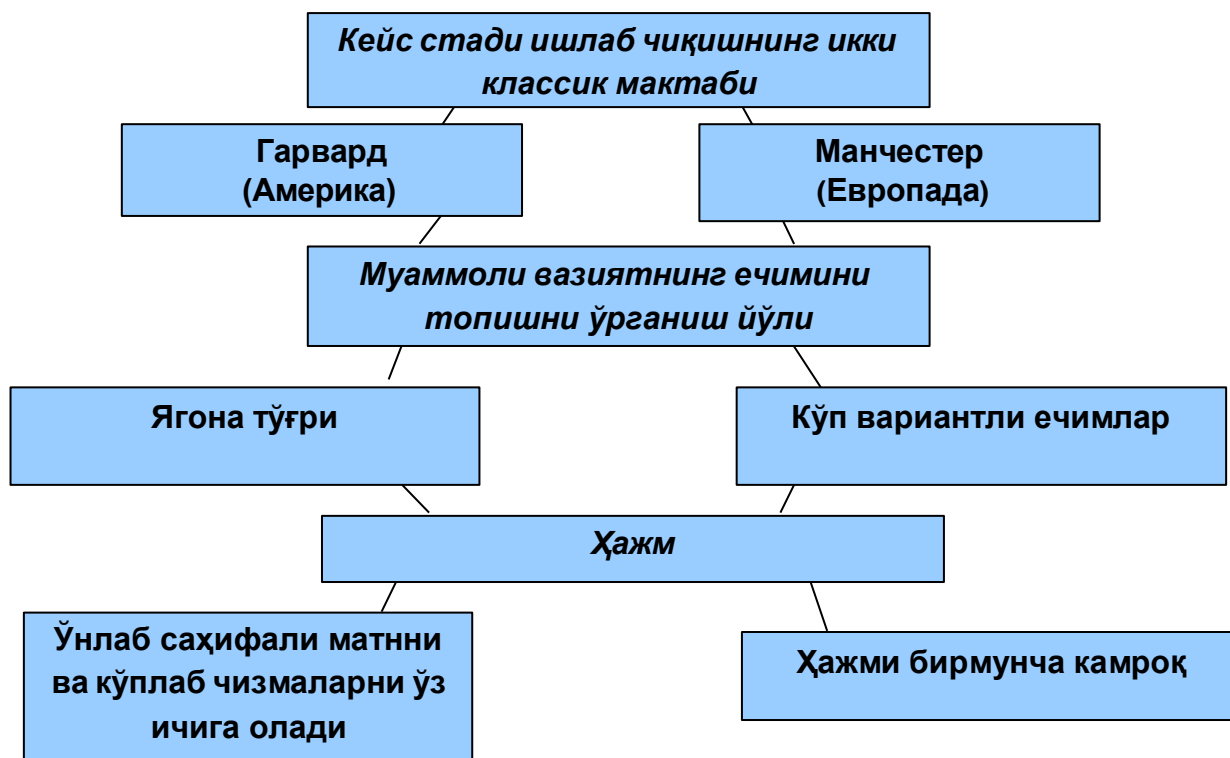 Кейс стади ишлаб чиқишнинг икки
классик мактаби
Гарвард
(Америка)
Манчестер
(Европада)
Муаммоли вазиятнинг ечимини
топишни ўрганиш йўли
Ягона тўғри
Кўп вариантли ечимлар
Ҳажм
Ўнлаб саҳифали матнни
ва кўплаб чизмаларни ўз
ичига олади
Ҳажми бирмунча камроқ